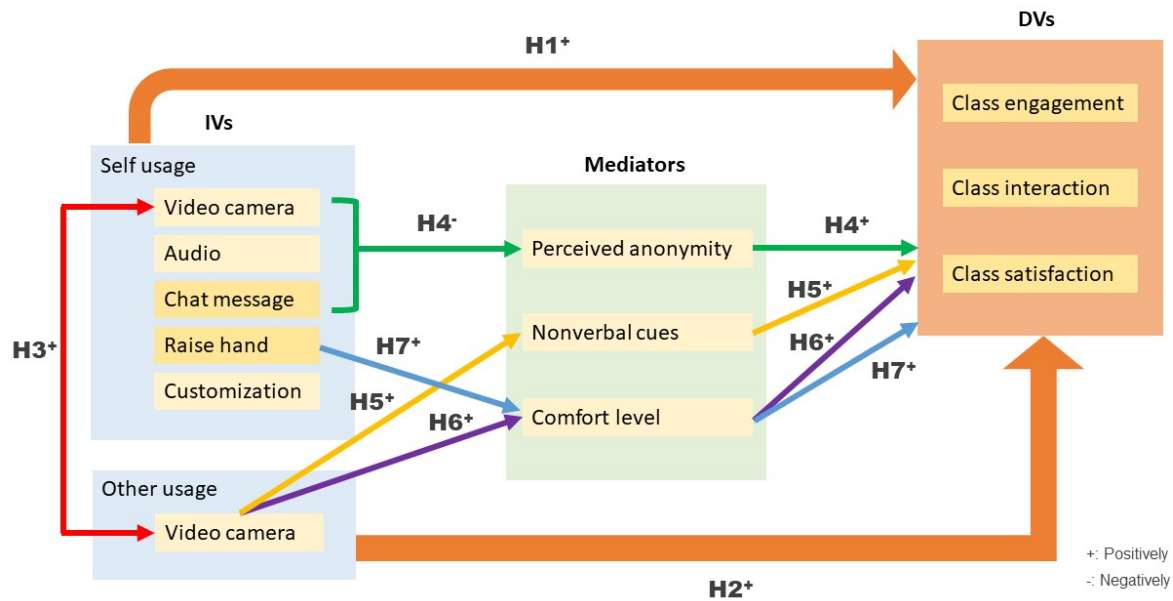 H1+
DVs
IVs
Class engagement
Self usage
Mediators
Video camera
H4-
H4+
Class interaction
Audio
Perceived anonymity
Chat message
H5+
Class satisfaction
H3+
Raise hand
H7+
Nonverbal cues
H6+
H7+
Customization
H5+
H6+
Comfort level
Other usage
Video camera
+: Positively
-: Negatively
H2+